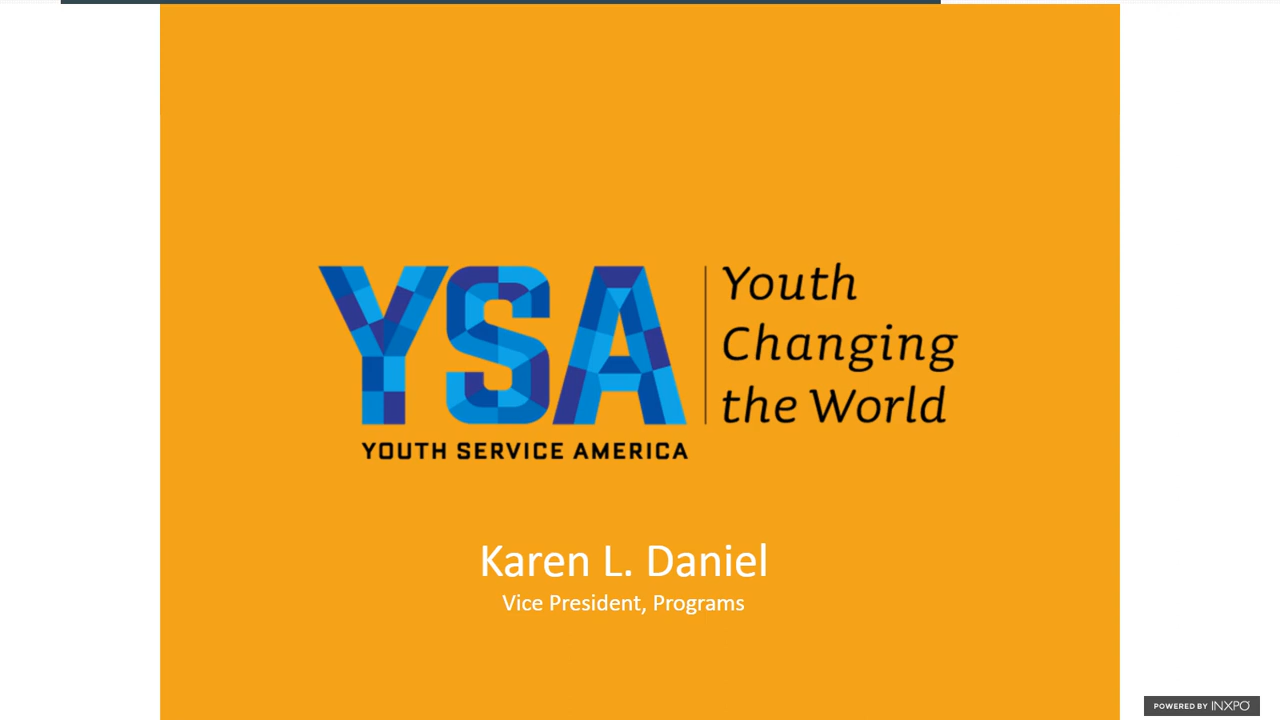 YSA
Youth
Changing
the World
YOUTH SERVICE AMERICA
Karen L. Daniel
Vice President, Programs
POWERED BY INXPO